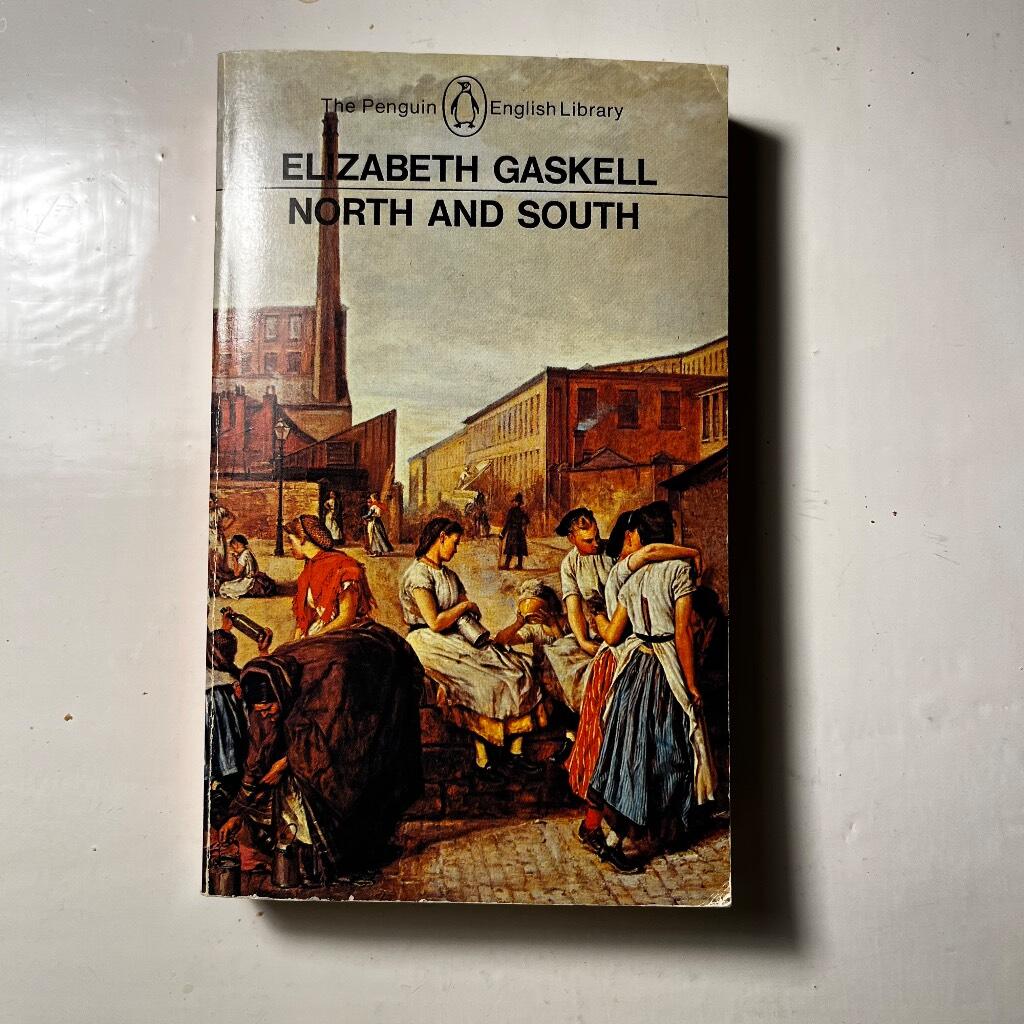 The Penguin English Library
ELIZABETH GASKELL
NORTH AND SOUTH